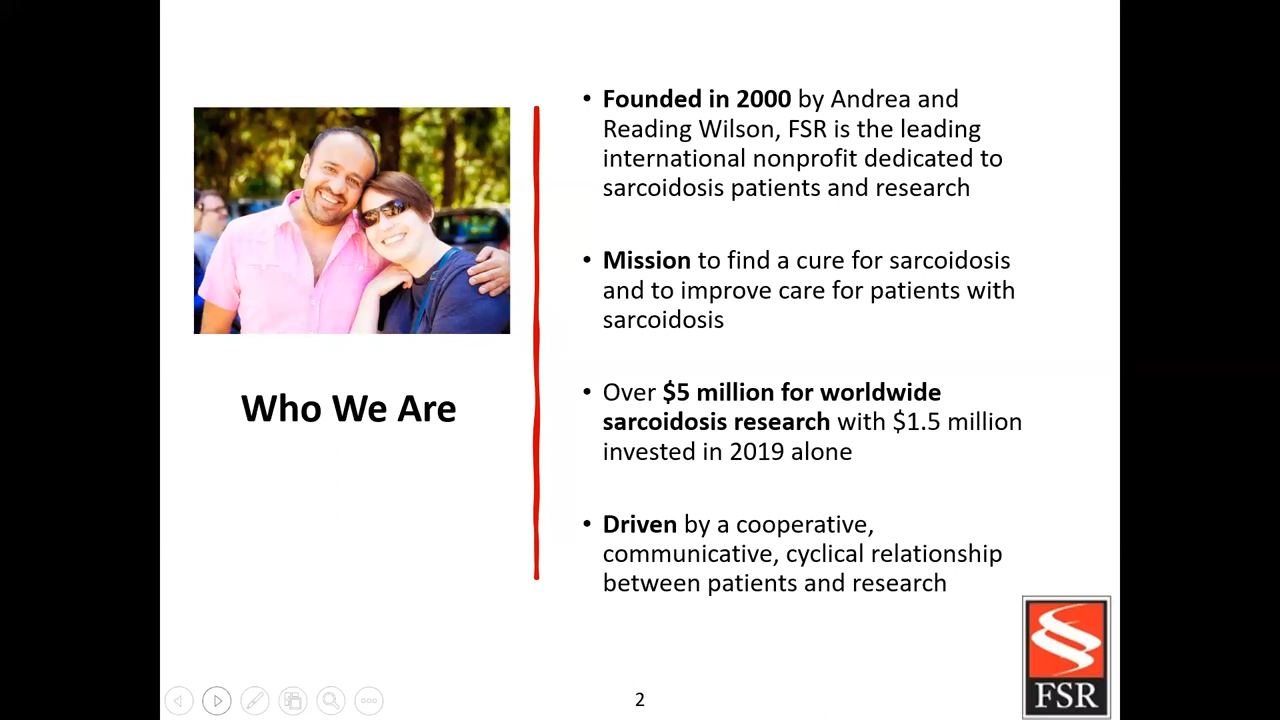 • Founded in 2000 by Andrea and
Reading Wilson, FSR is the leading
international nonprofit dedicated to
sarcoidosis patients and research
• Mission to find a cure for sarcoidosis
and to improve care for patients with
sarcoidosis
Who We Are
• Over $5 million for worldwide
sarcoidosis research with $1.5 million
invested in 2019 alone
• Driven by a cooperative,
communicative, cyclical relationship
between patients and research
FSR
2